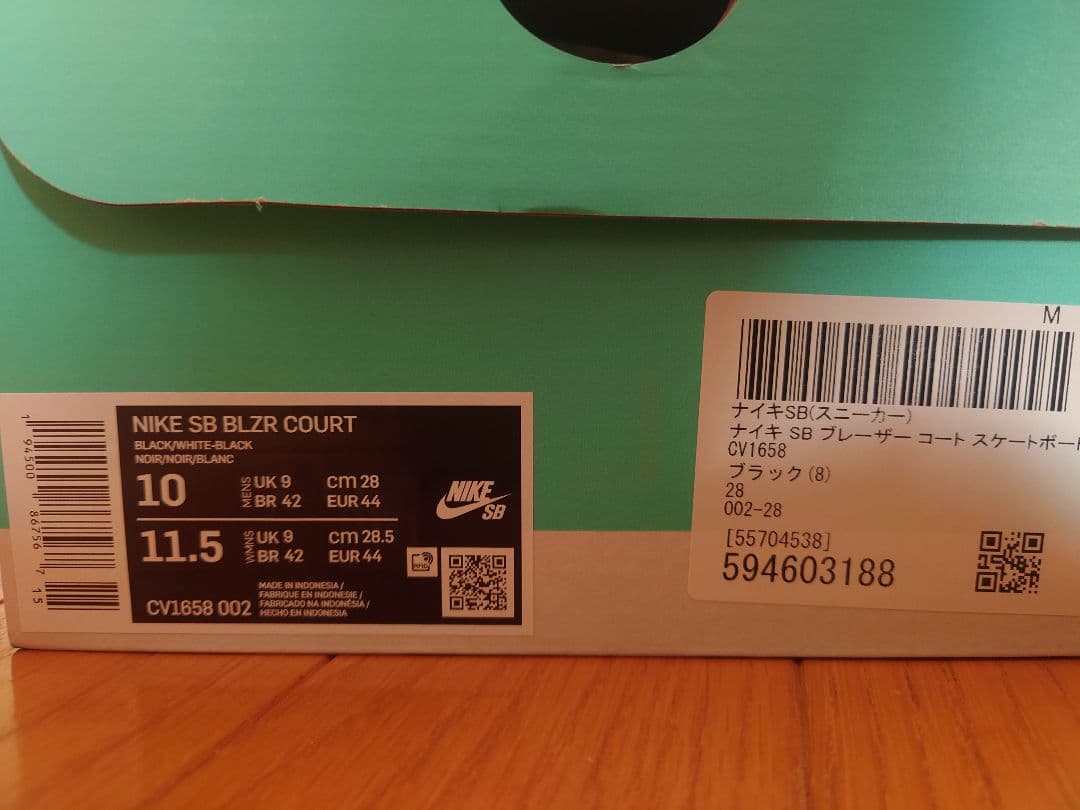 NIKE SB BLZR COURT
BLACK/WHITE-BLACK
NOIR/NOIR/BLANC
10 MENS UK 9 cm 28
BR 42 EUR 44
11.5 WMNS UK 9 cm 28.5
BR 42 EUR 44
NIKE
SB
RFID
MADE IN INDONESIA /
FABRIQUE EN INDONESIE /
FABRICADO NA INDONÉSIA /
HECHO EN INDONESIA
CV1658 002
1 94500 86756 7 15
M
ナイキSB(スニーカー)
ナイキ SB ブレーザー コート スケートボー
CV1658
ブラック(8)
28
002-28
[55704538]
594603188